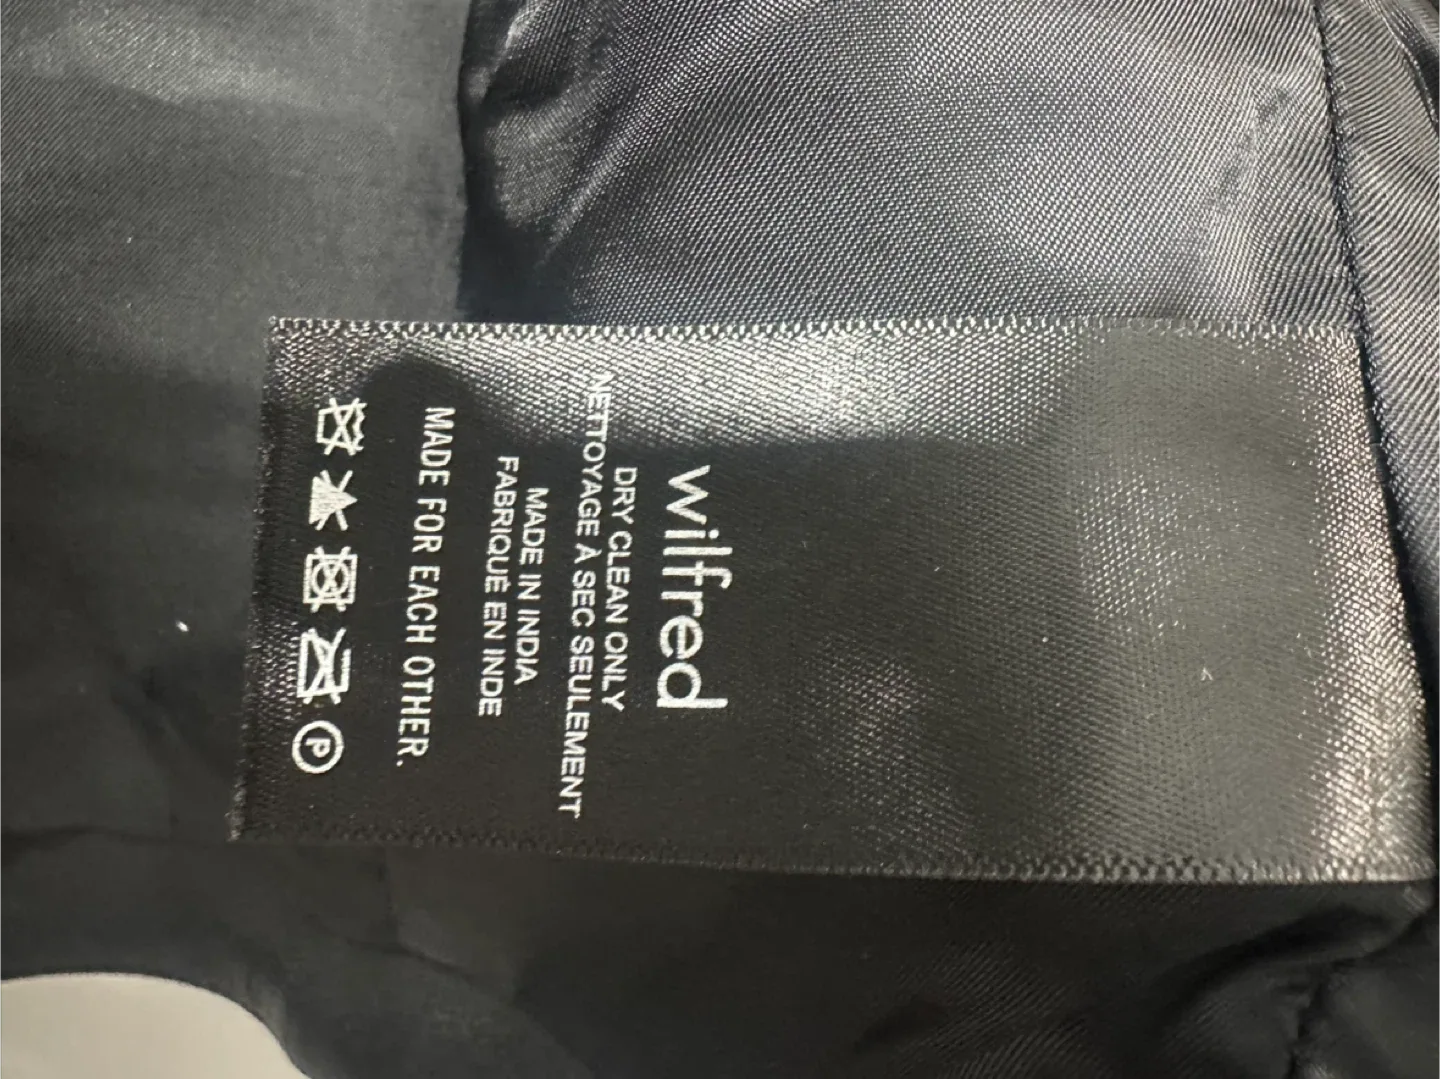 wilfred
DRY CLEAN ONLY
NETTOYAGE À SEC SEULEMENT
MADE IN INDIA
FABRIQUÉ EN INDE
MADE FOR EACH OTHER.
P